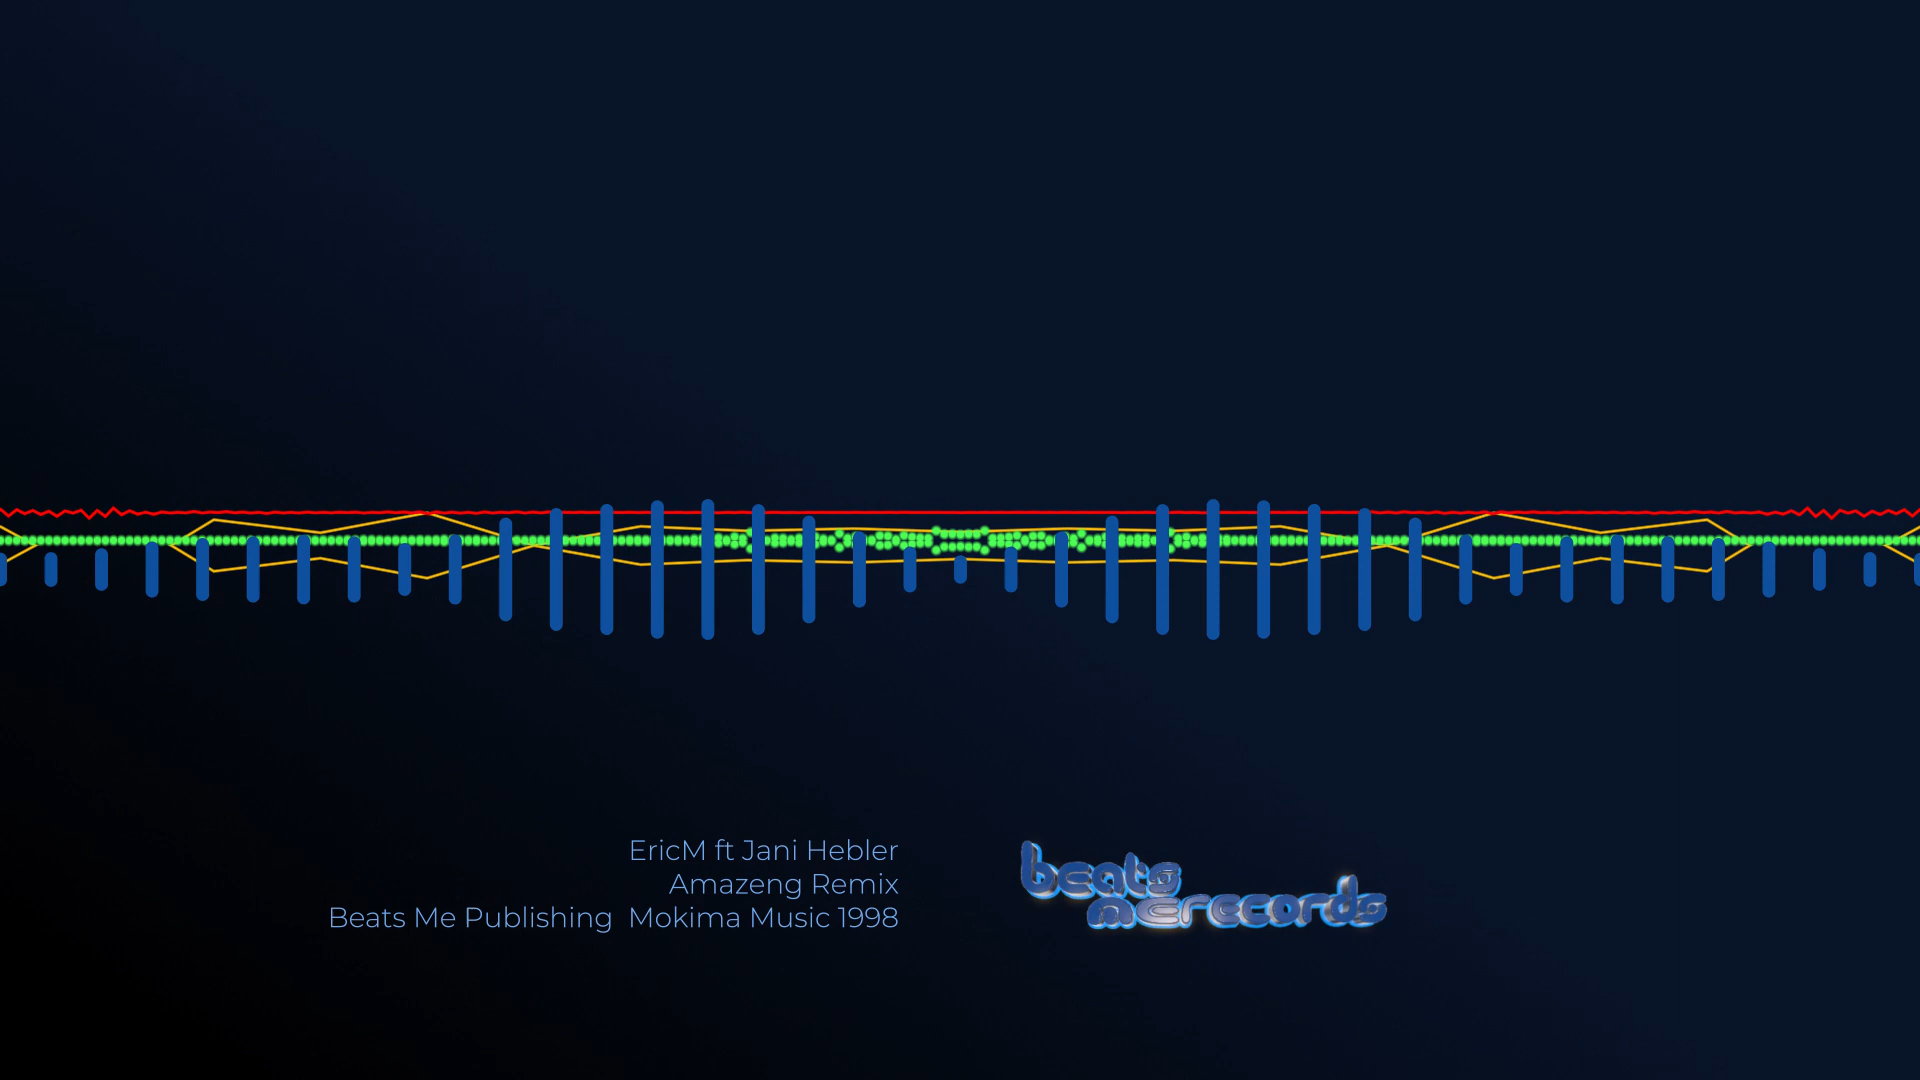 EricM ft Jani Hebler
Amazeng Remix
Beats Me Publishing  Mokima Music 1998
beats
me records